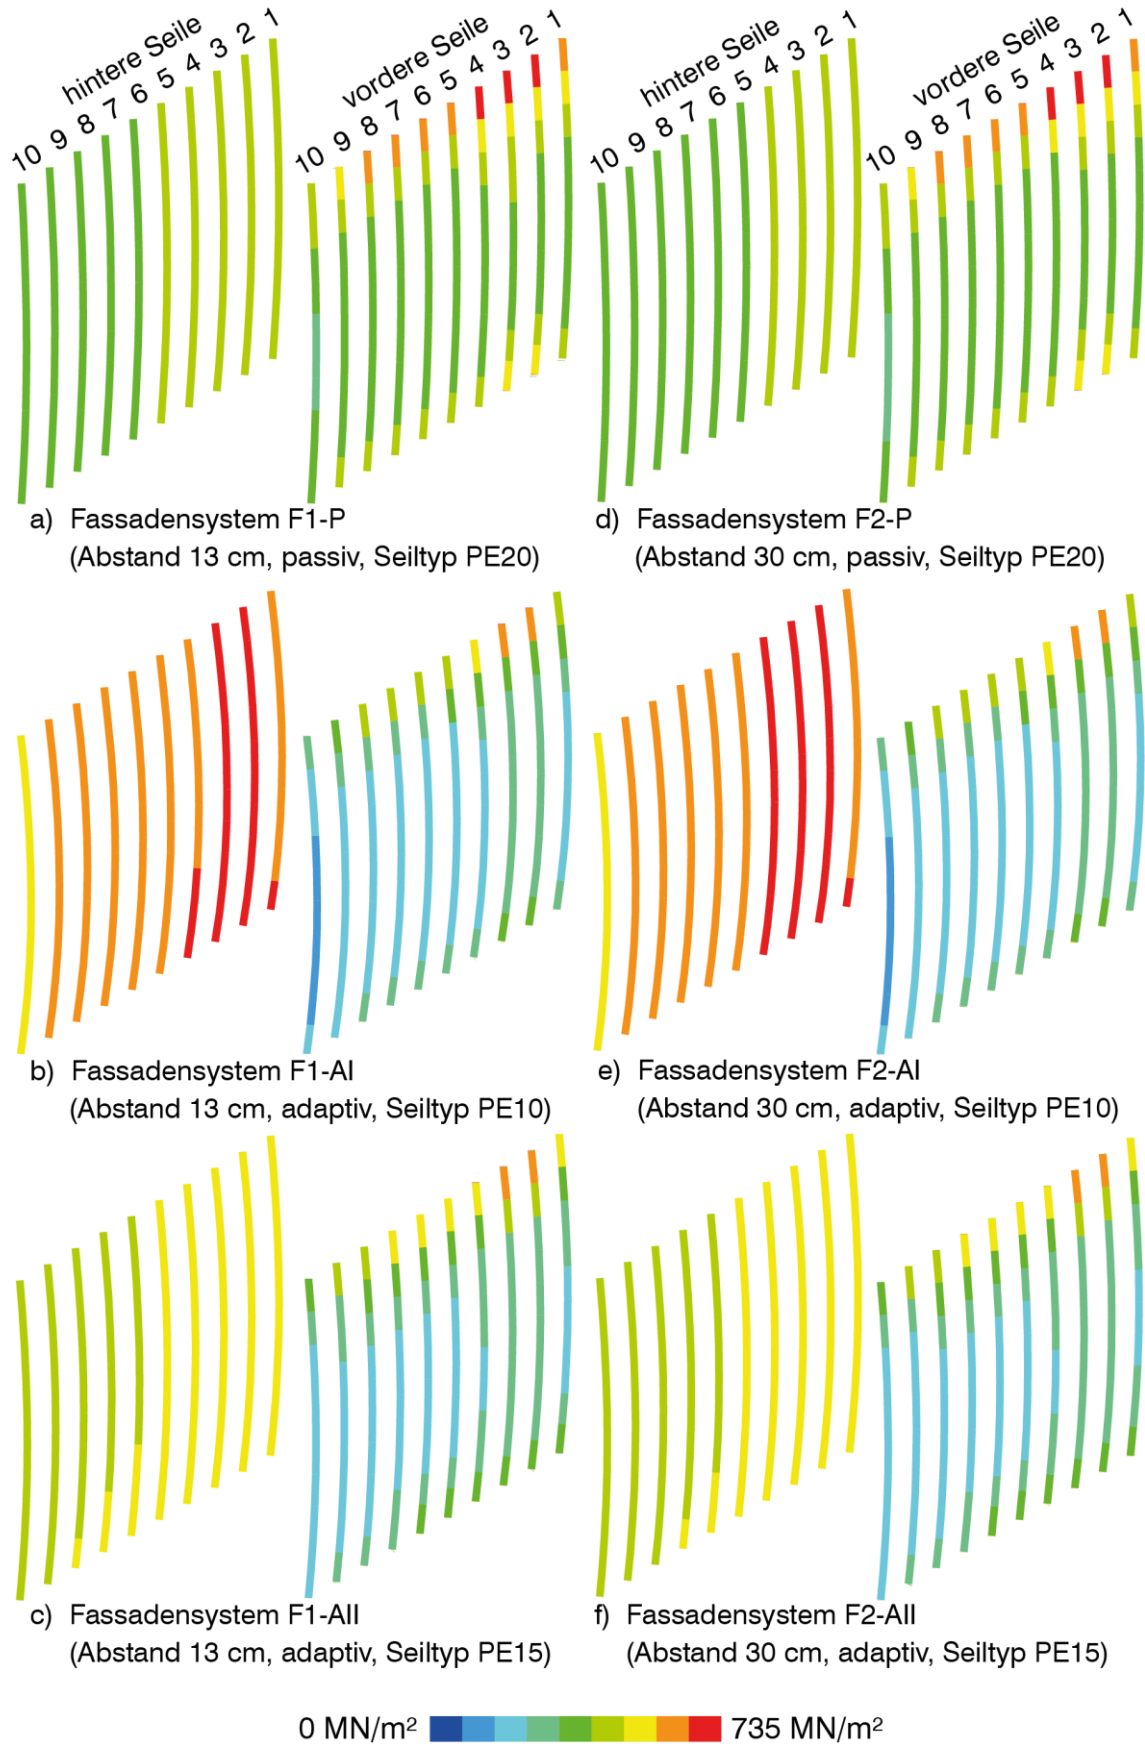 hintere Seile
10 9 8 7 6 5 4 3 2 1
vordere Seile
10 9 8 7 6 5 4 3 2 1
hintere Seile
10 9 8 7 6 5 4 3 2 1
vordere Seile
10 9 8 7 6 5 4 3 2 1
a) Fassadensystem F1-P
(Abstand 13 cm, passiv, Seiltyp PE20)
d) Fassadensystem F2-P
(Abstand 30 cm, passiv, Seiltyp PE20)
b) Fassadensystem F1-AI
(Abstand 13 cm, adaptiv, Seiltyp PE10)
e) Fassadensystem F2-AI
(Abstand 30 cm, adaptiv, Seiltyp PE10)
c) Fassadensystem F1-AII
(Abstand 13 cm, adaptiv, Seiltyp PE15)
f) Fassadensystem F2-AII
(Abstand 30 cm, adaptiv, Seiltyp PE15)
0 MN/m² 735 MN/m²